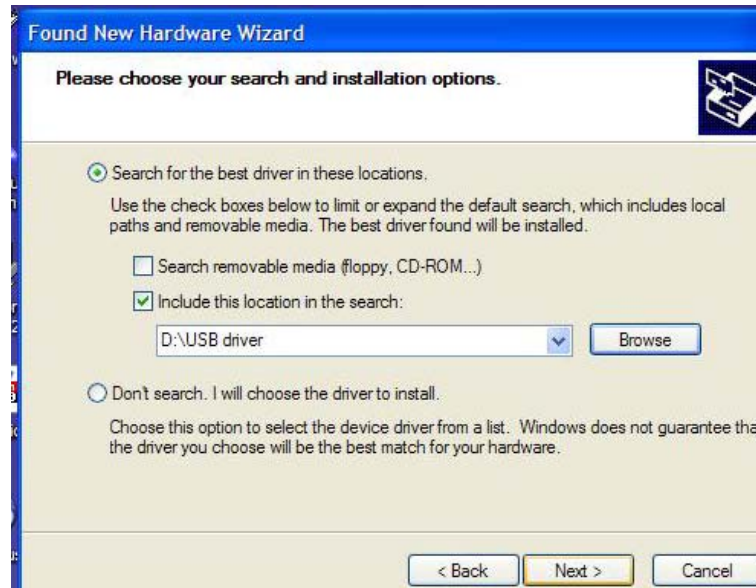 Found New Hardware Wizard
Please choose your search and installation options.
Search for the best driver in these locations.
Use the check boxes below to limit or expand the default search, which includes local
paths and removable media. The best driver found will be installed.
Search removable media (floppy, CD-ROM...)
Include this location in the search:
D:\USB driver
Browse
Don't search. I will choose the driver to install.
Choose this option to select the device driver from a list. Windows does not guarantee tha
the driver you choose will be the best match for your hardware.
< Back
Next >
Cancel